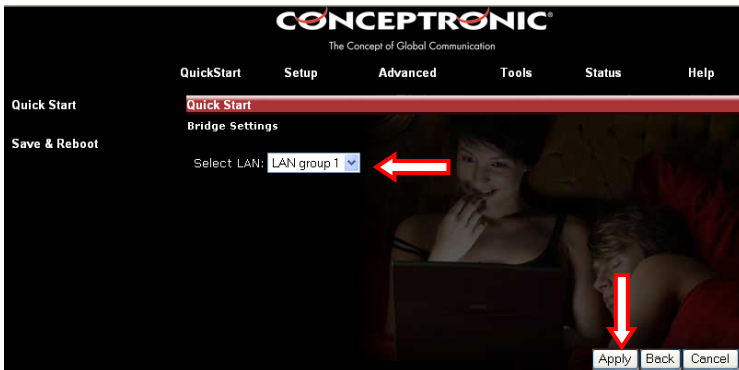 CONCEPTRONIC®
The Concept of Global Communication
QuickStart Setup Advanced Tools Status Help
Quick Start
Save & Reboot
Quick Start
Bridge Settings
Select LAN: LAN group 1
Apply Back Cancel